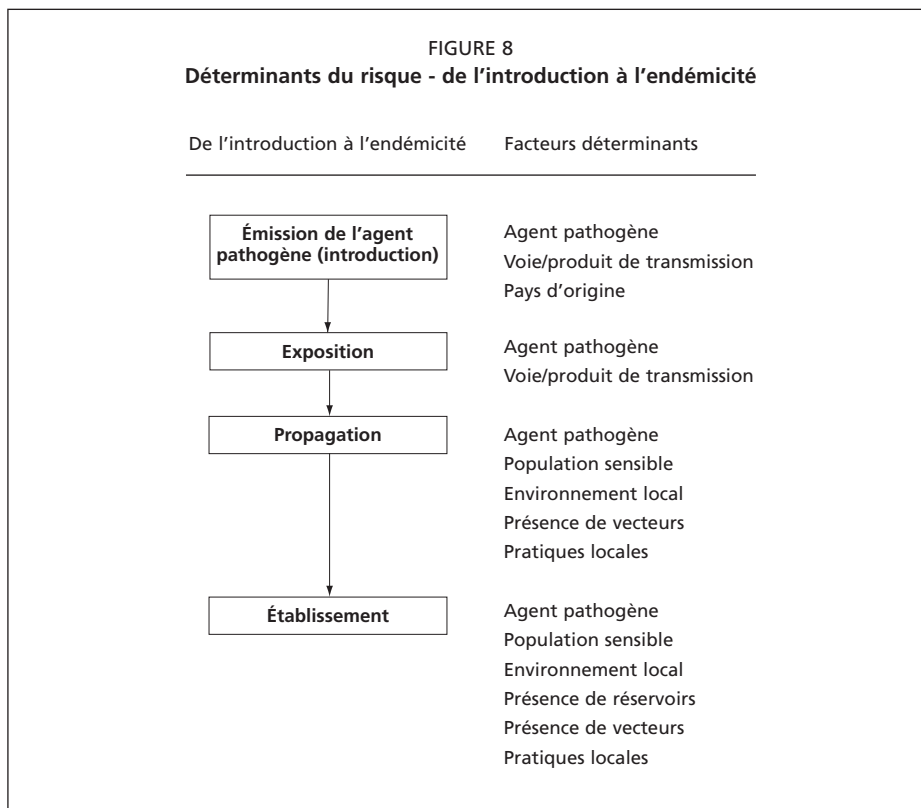 FIGURE 8
Déterminants du risque - de l’introduction à l’endémicité
De l’introduction à l’endémicité Facteurs déterminants
Émission de l’agent
pathogène (introduction)
Agent pathogène
Voie/produit de transmission
Pays d’origine
Exposition
Agent pathogène
Voie/produit de transmission
Propagation
Agent pathogène
Population sensible
Environnement local
Présence de vecteurs
Pratiques locales
Établissement
Agent pathogène
Population sensible
Environnement local
Présence de réservoirs
Présence de vecteurs
Pratiques locales